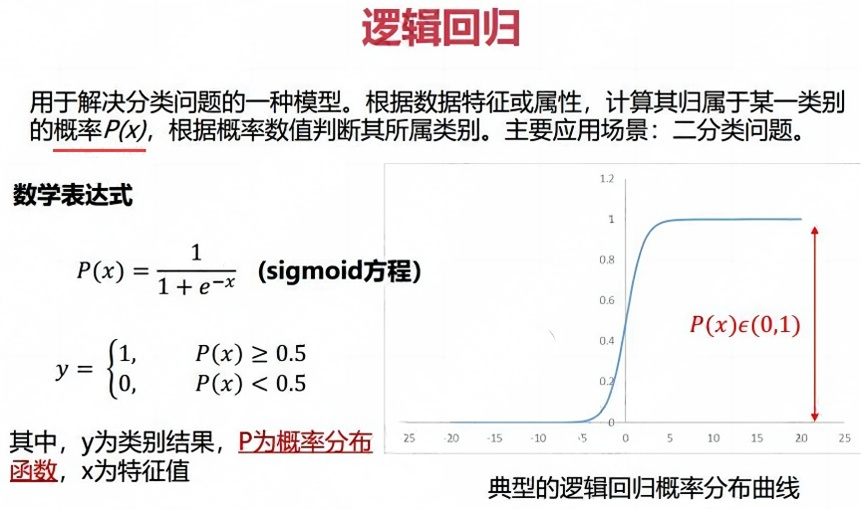 逻辑回归
用于解决分类问题的一种模型。根据数据特征或属性，计算其归属于某一类别
的概率P(x)，根据概率数值判断其所属类别。主要应用场景：二分类问题。
数学表达式
P(x) = 1 / (1 + e^{-x}) (sigmoid方程)
y = { 1, P(x) ≥ 0.5
0, P(x) < 0.5
其中，y为类别结果，P为概率分布
函数，x为特征值
1.2
1
0.8
0.6
0.4
0.2
0
25 -20 -15 -10 -5 0 5 10 15 20 25
P(x)ϵ(0,1)
典型的逻辑回归概率分布曲线